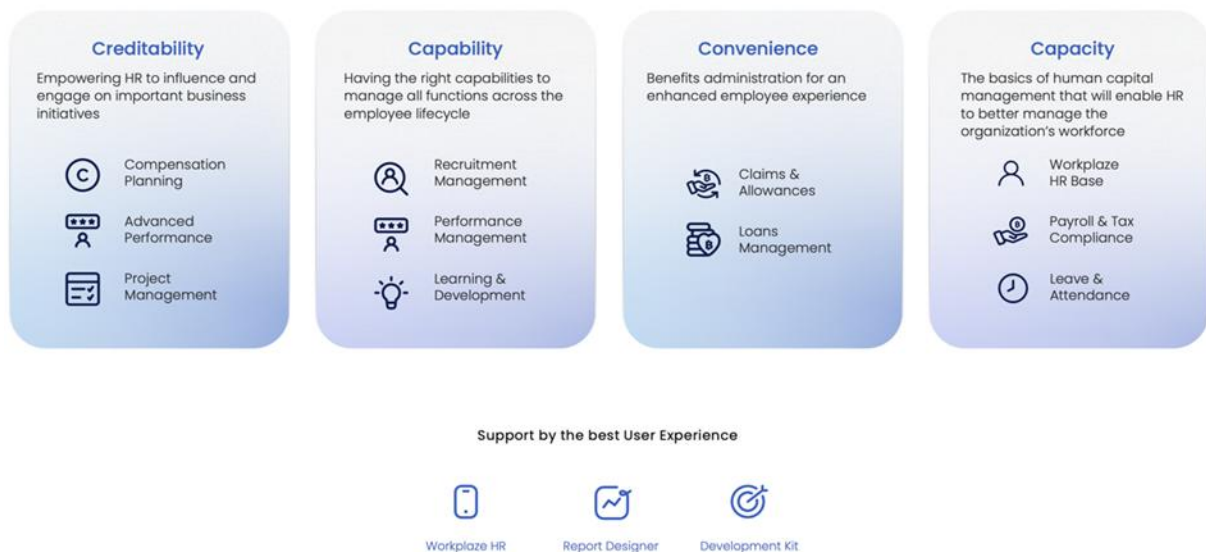 Creditability
Empowering HR to influence and
engage on important business
initiatives
C
Compensation
Planning
Advanced
Performance
Project
Management
Capability
Having the right capabilities to
manage all functions across the
employee lifecycle
Recruitment
Management
Performance
Management
Learning &
Development
Convenience
Benefits administration for an
enhanced employee experience
Claims &
Allowances
Loans
Management
Capacity
The basics of human capital
management that will enable HR
to better manage the
organization's workforce
Workplaze
HR Base
Payroll & Tax
Compliance
Leave &
Attendance
Support by the best User Experience
Workplaze HR
Report Designer
Development Kit